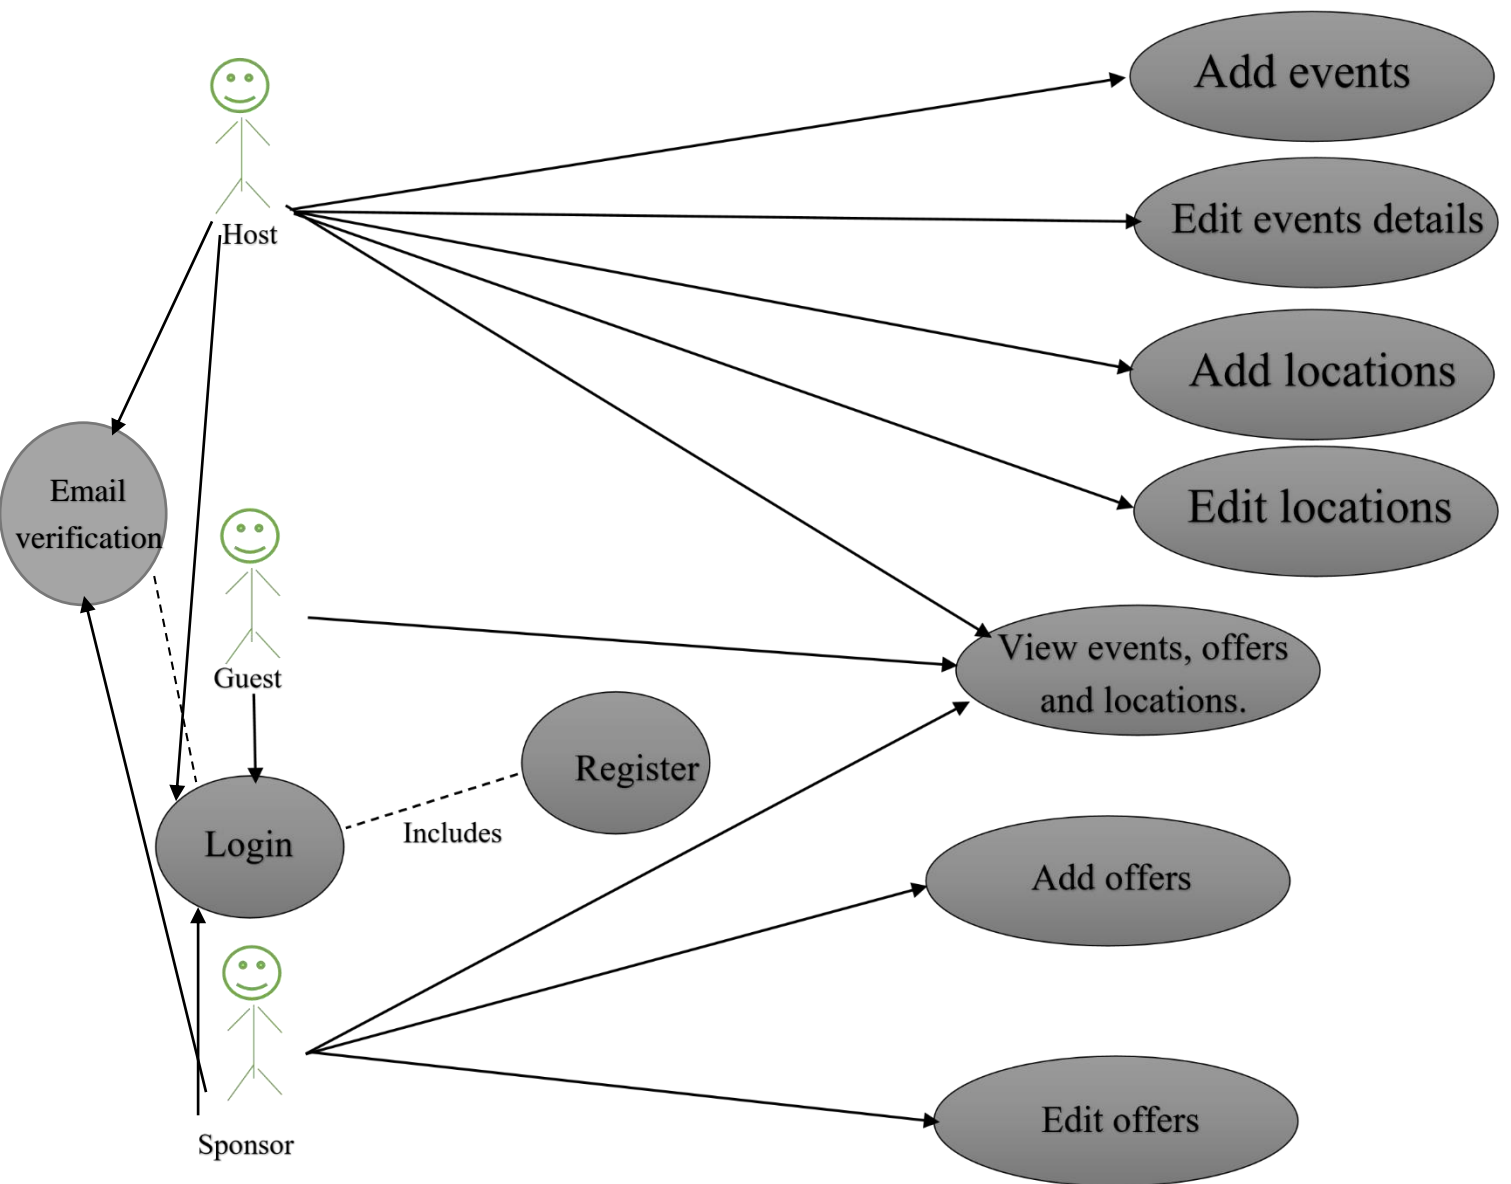 Add events
Host
Edit events details
Add locations
Edit locations
Email
verification
Guest
View events, offers
and locations.
Register
Login
Includes
Add offers
Sponsor
Edit offers